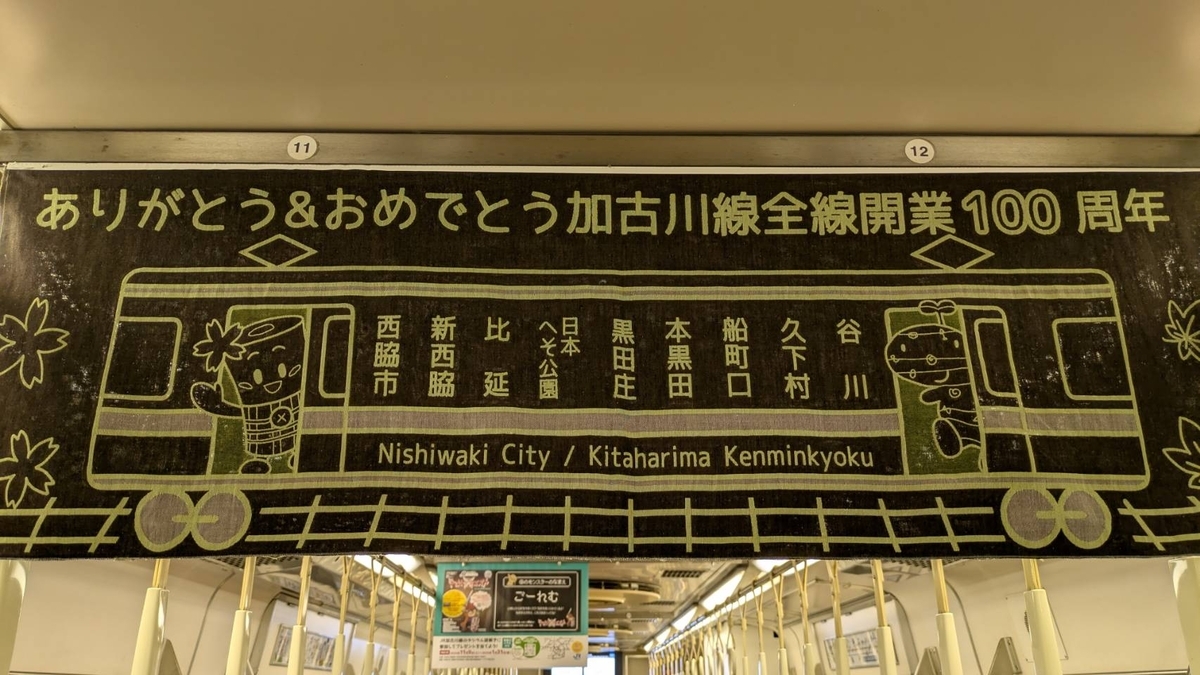 11
12
ありがとう&おめでとう加古川線全線開業100周年
西脇市
新西脇
比延
日本
へそ公園
黒田庄
本黒田
船町口
久下村
谷川
Nishiwaki City / Kitaharima Kenminkyoku
ごーれむ